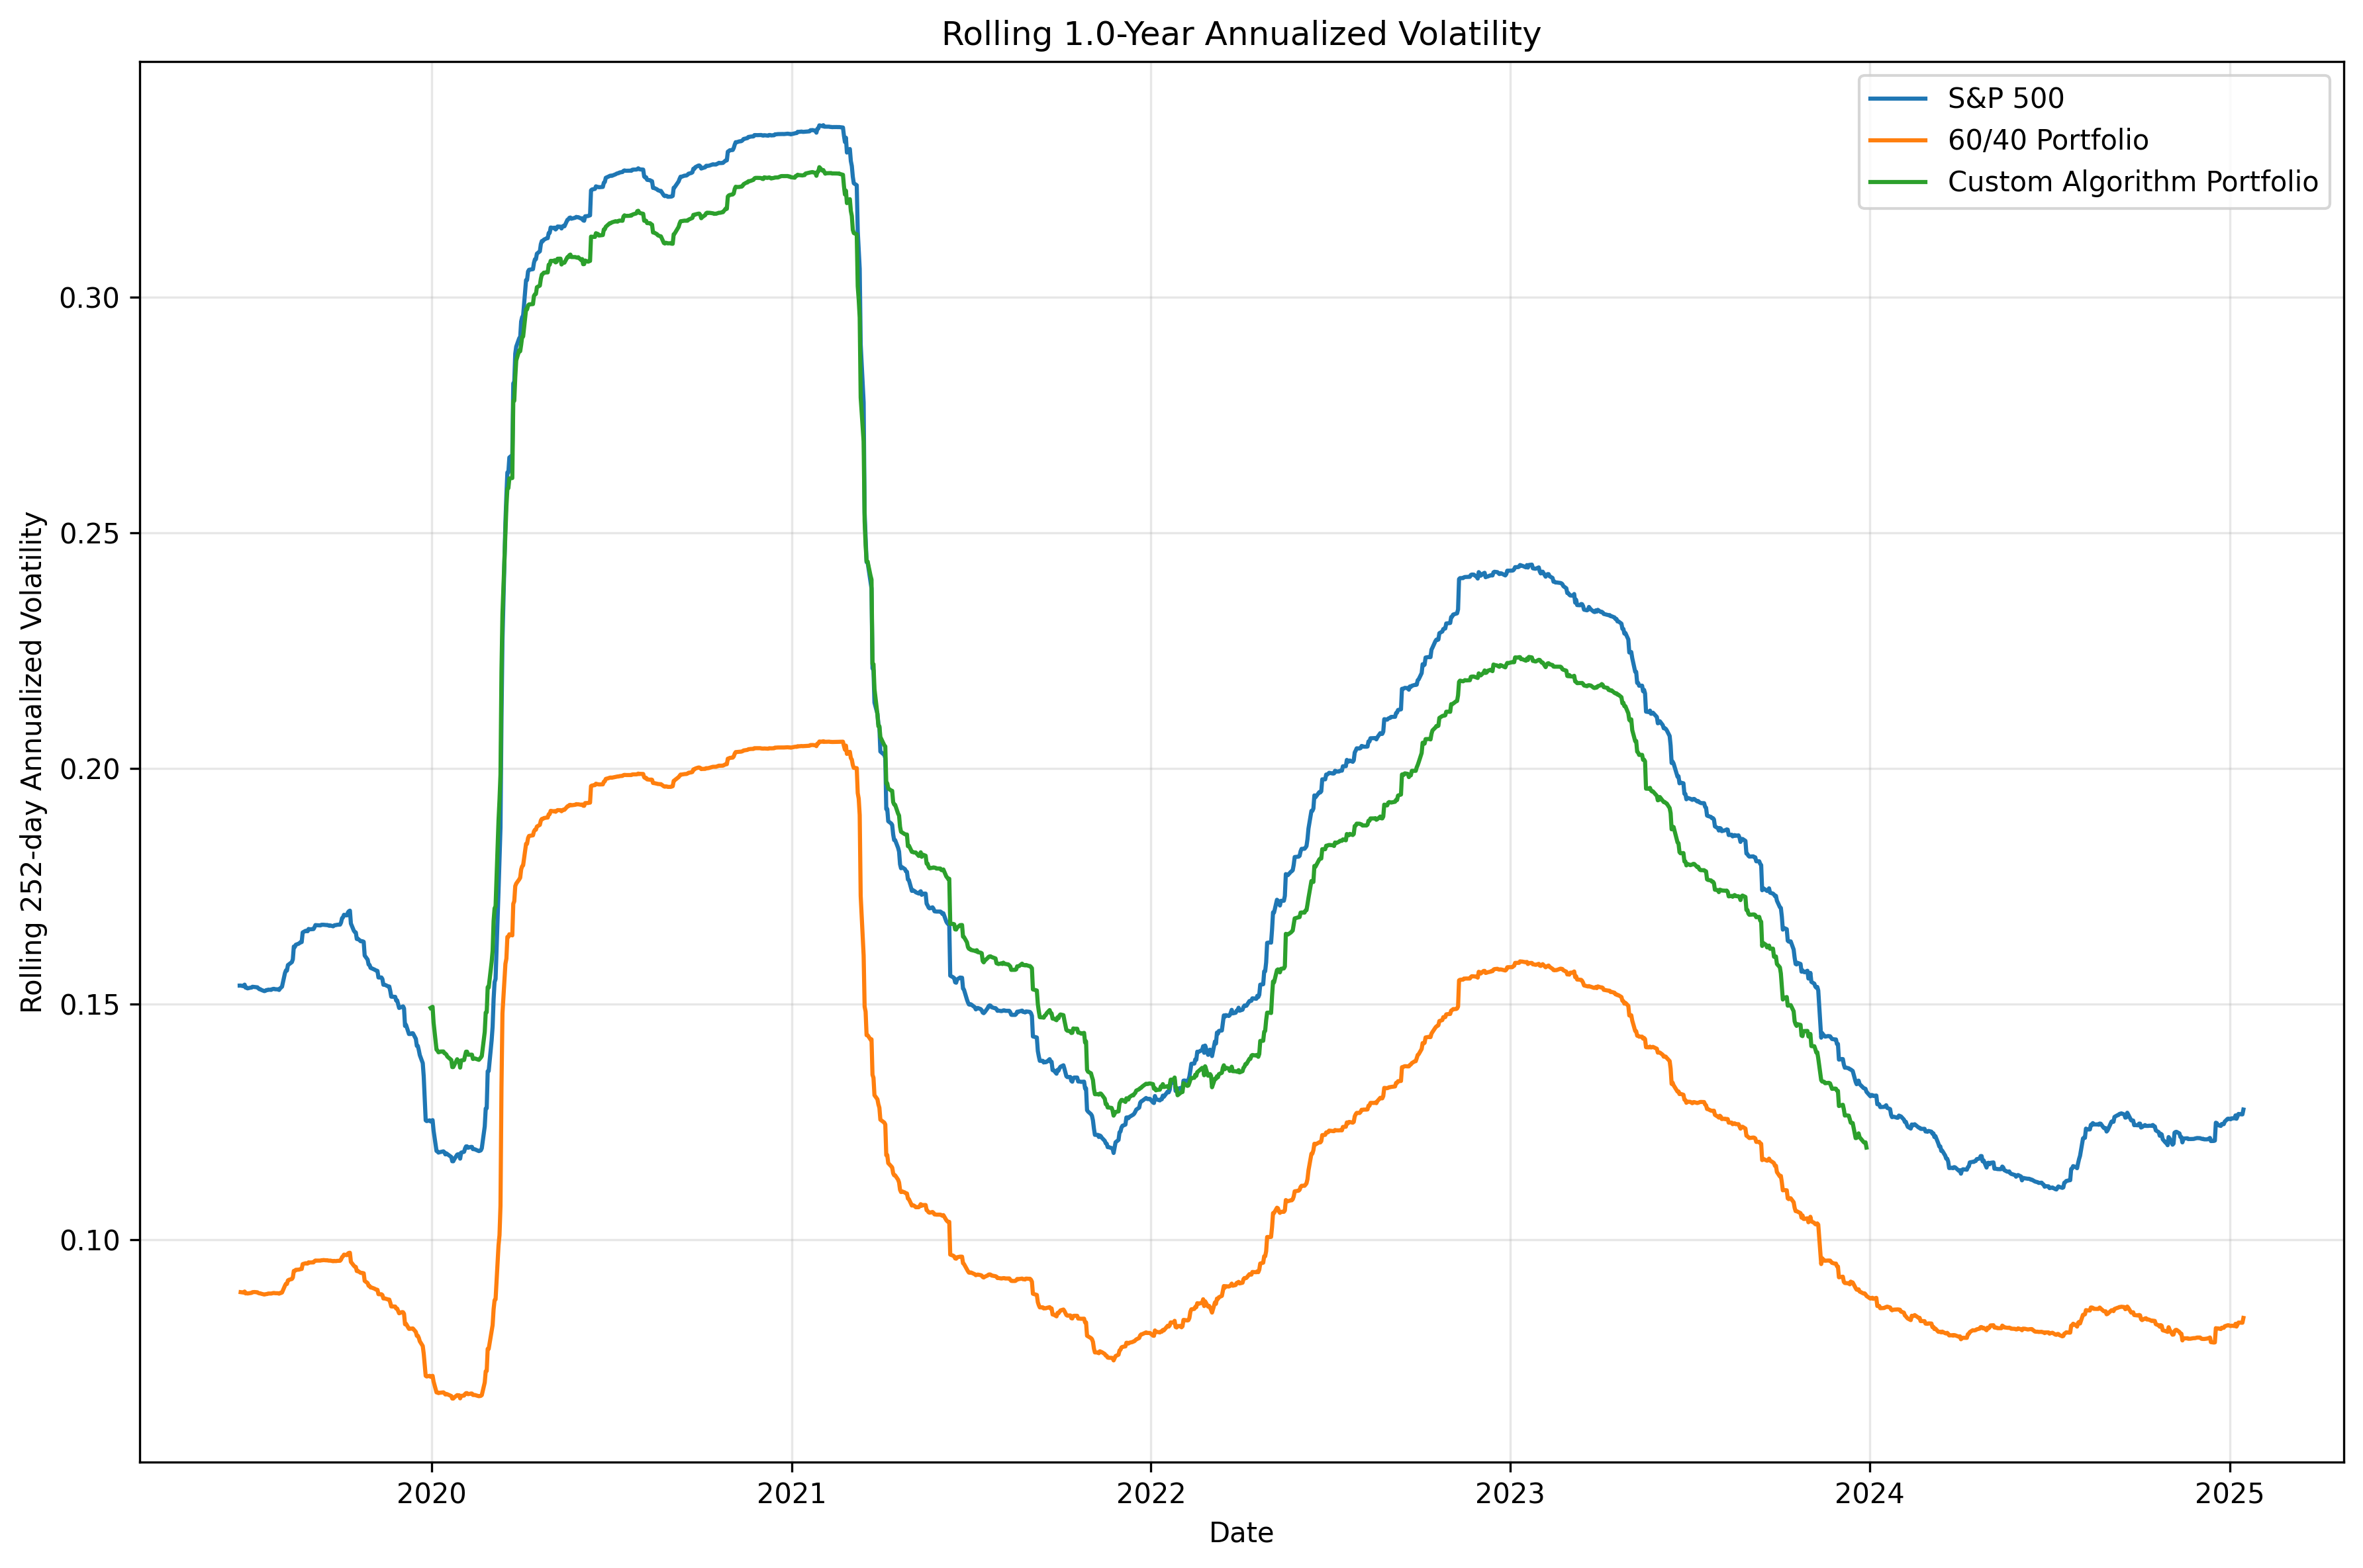 Rolling 1.0-Year Annualized Volatility
S&P 500
60/40 Portfolio
Custom Algorithm Portfolio
Rolling 252-day Annualized Volatility
0.30
0.25
0.20
0.15
0.10
2020
2021
2022
2023
2024
2025
Date